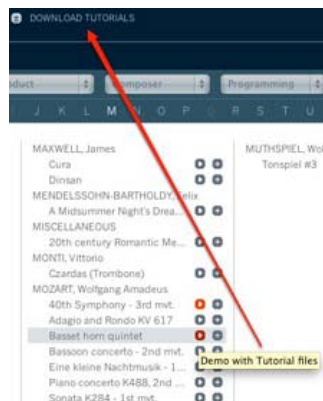 DOWNLOAD TUTORIALS
oduct Composer Programming
J K L M N O P R S T U
MAXWELL, James
Cura
Dinsan
MENDELSSOHN-BARTHOLDY, Felix
A Midsummer Night's Drea...
MISCELLANEOUS
20th century Romantic Me...
MONTI, Vittorio
Czardas (Trombone)
MOZART, Wolfgang Amadeus
40th Symphony - 3rd mvt.
Adagio and Rondo KV 617
Basset horn quintet
Bassoon concerto - 2nd mvt.
Eine kleine Nachtmusik - 1...
Piano concerto K488, 2nd ...
Sonata K284 - 1st mvt.
MUTHSPIEL, Wol
Tonspiel #3
Demo with Tutorial files